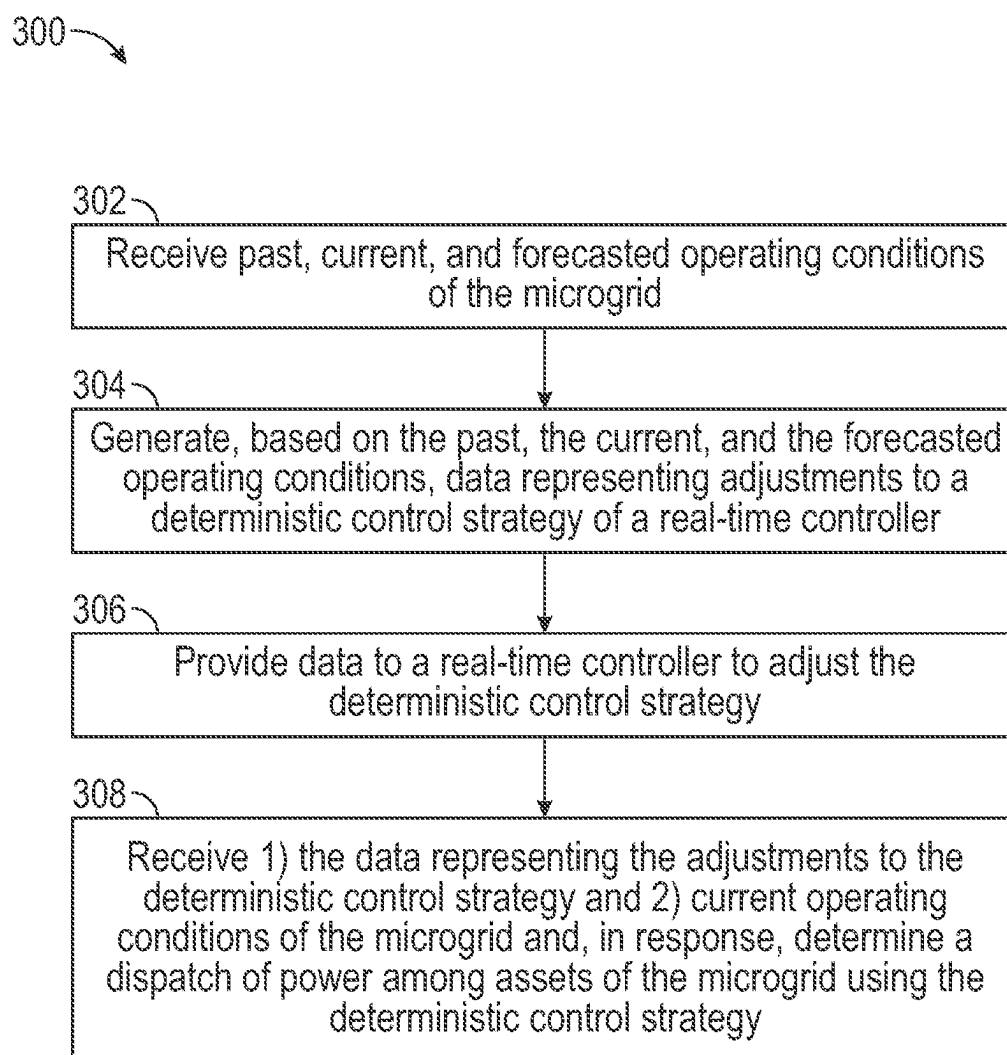 300
302
Receive past, current, and forecasted operating conditions
of the microgrid
304
Generate, based on the past, the current, and the forecasted
operating conditions, data representing adjustments to a
deterministic control strategy of a real-time controller
306
Provide data to a real-time controller to adjust the
deterministic control strategy
308
Receive 1) the data representing the adjustments to the
deterministic control strategy and 2) current operating
conditions of the microgrid and, in response, determine a
dispatch of power among assets of the microgrid using the
deterministic control strategy